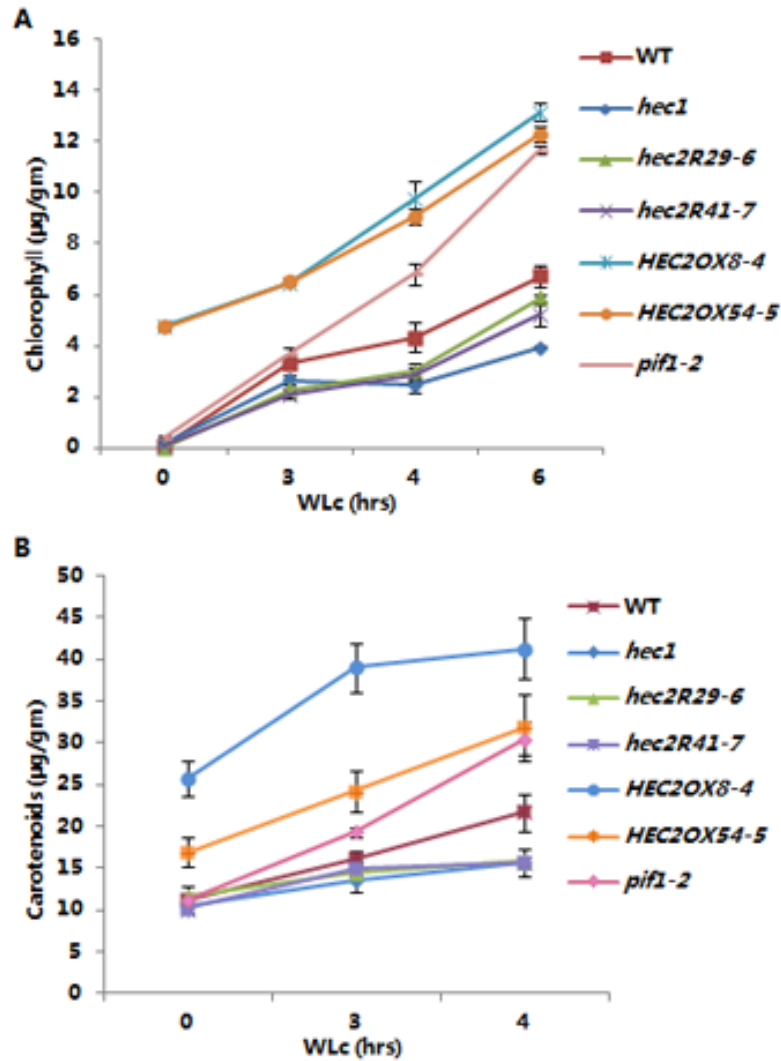 A
16
14
12
10
8
6
4
2
0
Chlorophyll (µg/gm)
0 3 4 6
WLc (hrs)
WT
hec1
hec2R29-6
hec2R41-7
HEC2OX8-4
HEC2OX54-5
pif1-2
B
50
45
40
35
30
25
20
15
10
5
0
Carotenoids (µg/gm)
0 3 4
WLc (hrs)
WT
hec1
hec2R29-6
hec2R41-7
HEC2OX8-4
HEC2OX54-5
pif1-2